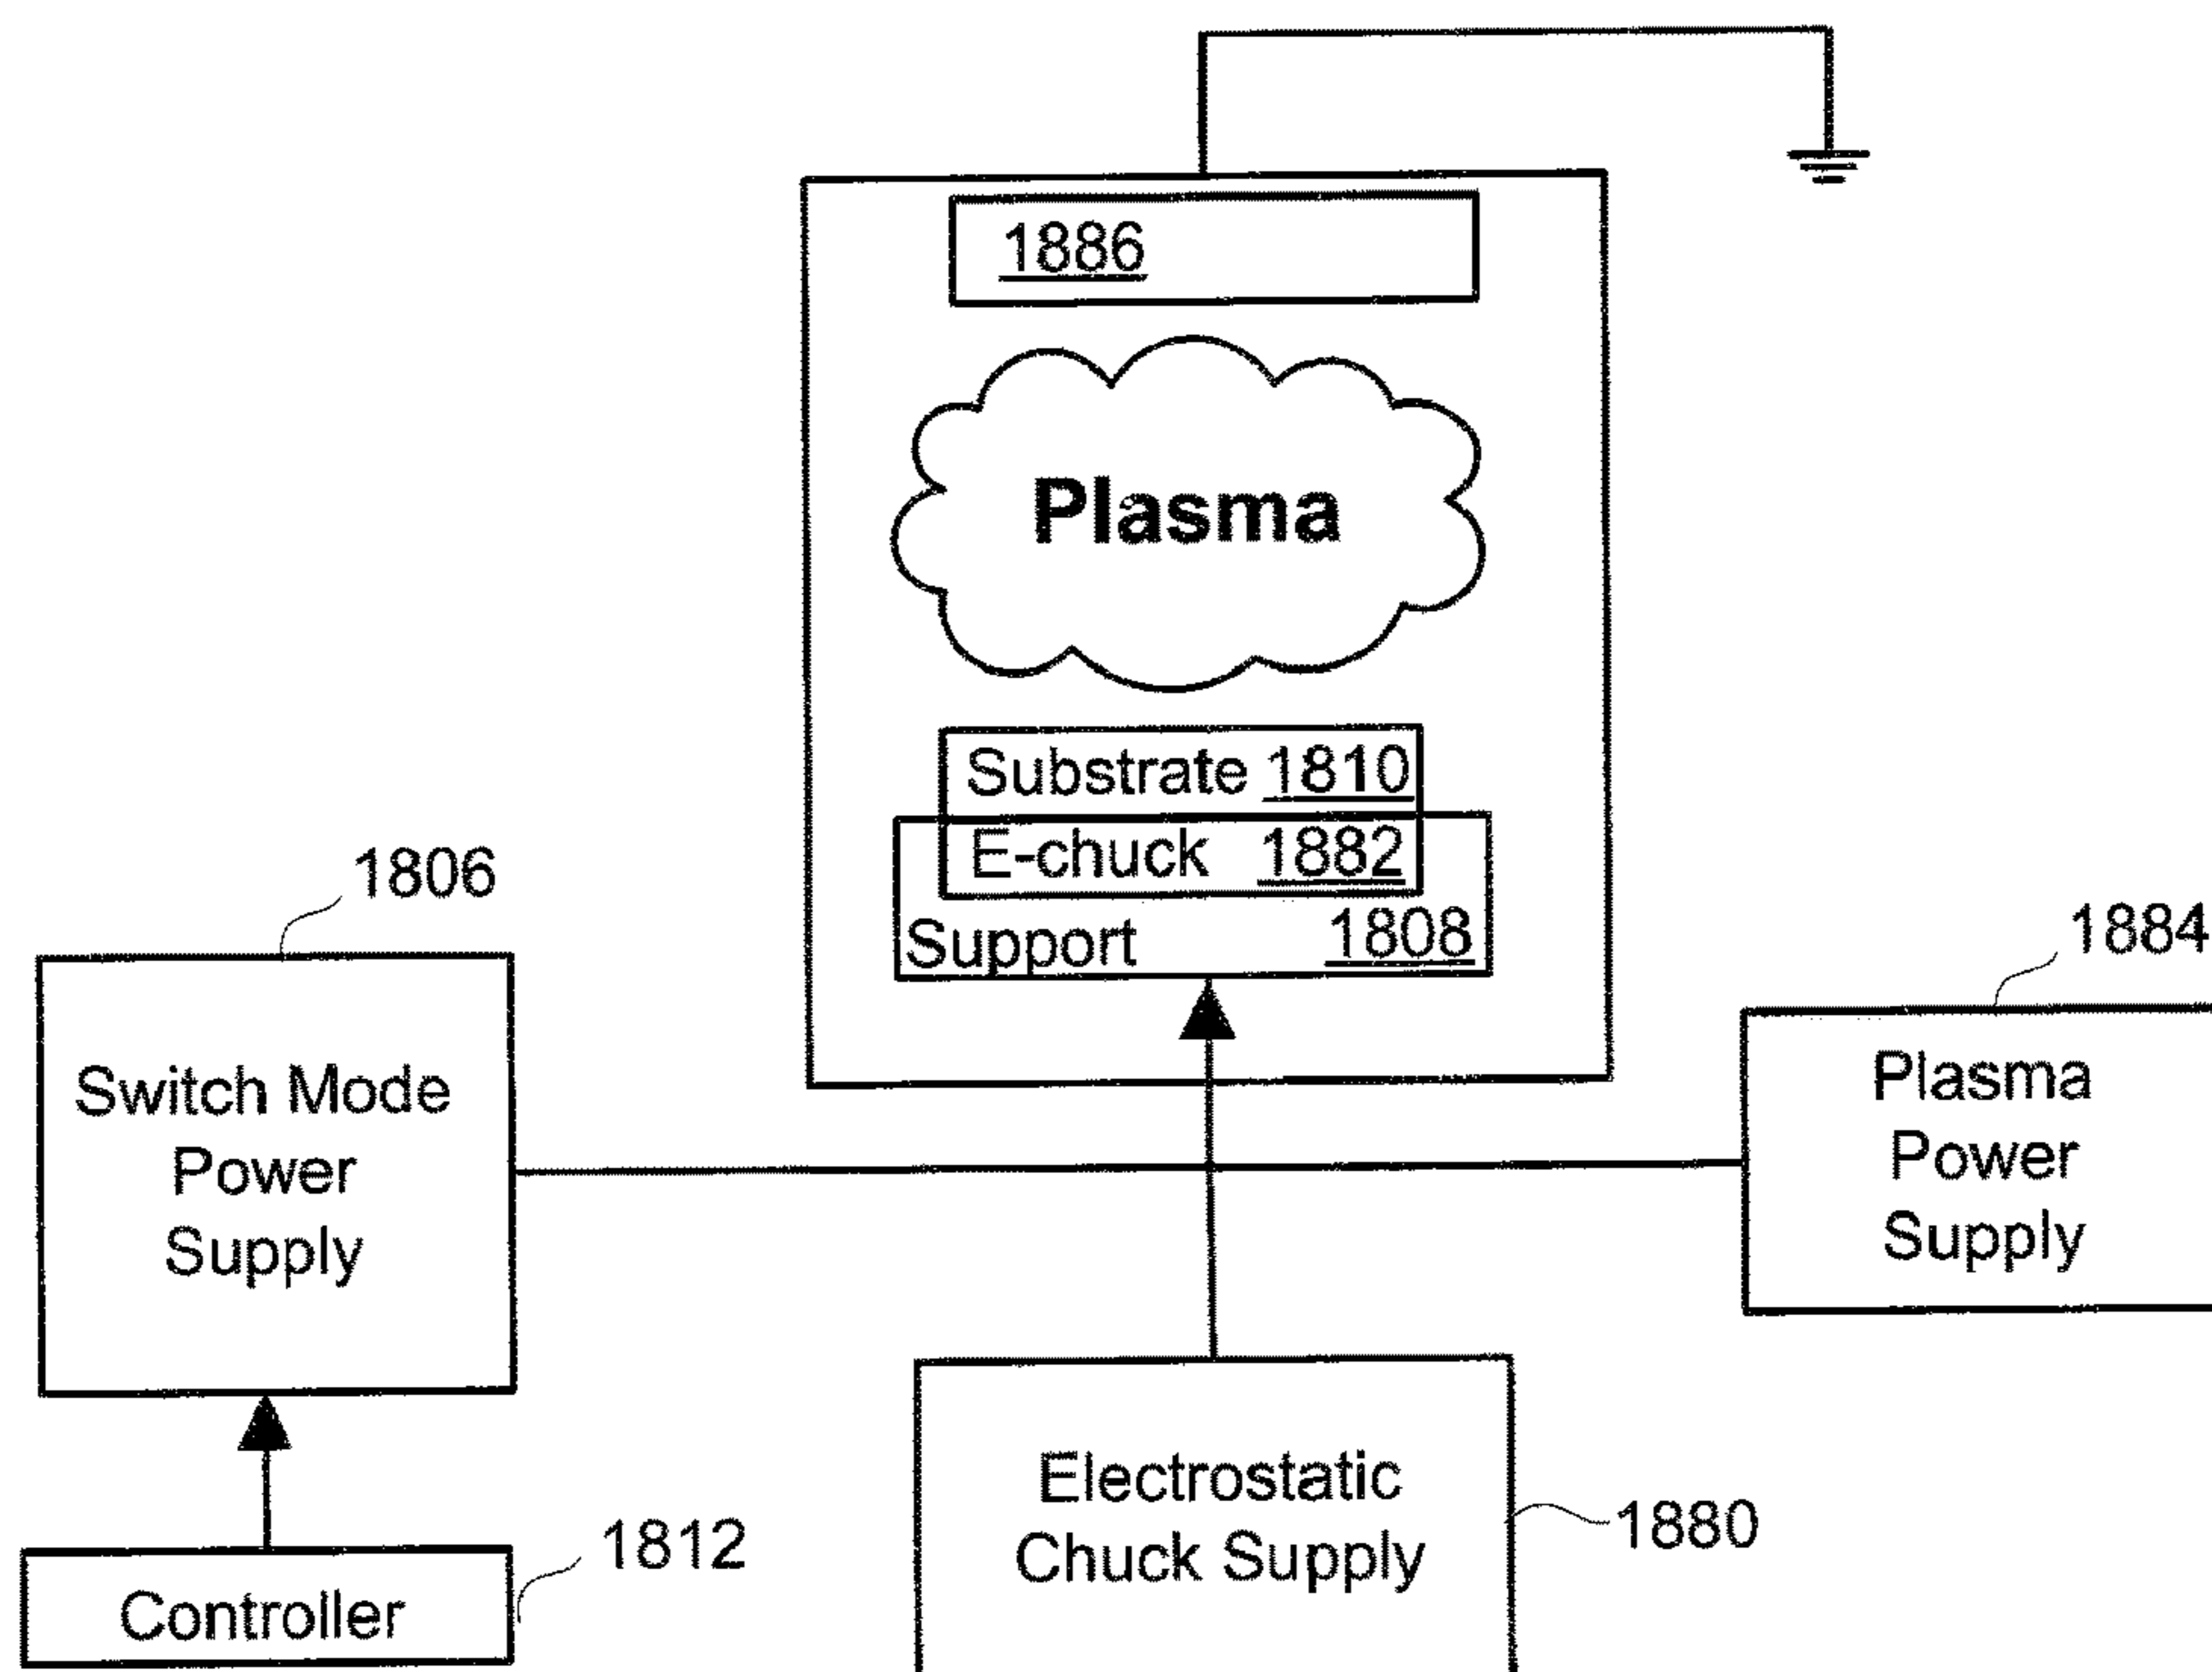 1886
Plasma
Substrate 1810
E-chuck 1882
Support 1808
1806
Switch Mode
Power
Supply
1884
Plasma
Power
Supply
Electrostatic
Chuck Supply
1880
1812
Controller